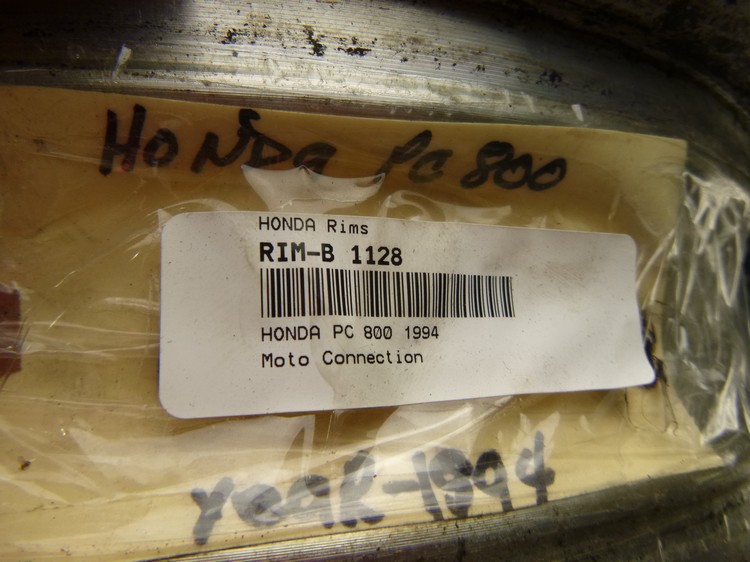 HONDA PC 800
HONDA Rims
RIM-B 1128
HONDA PC 800 1994
Moto Connection
YEAR-1994